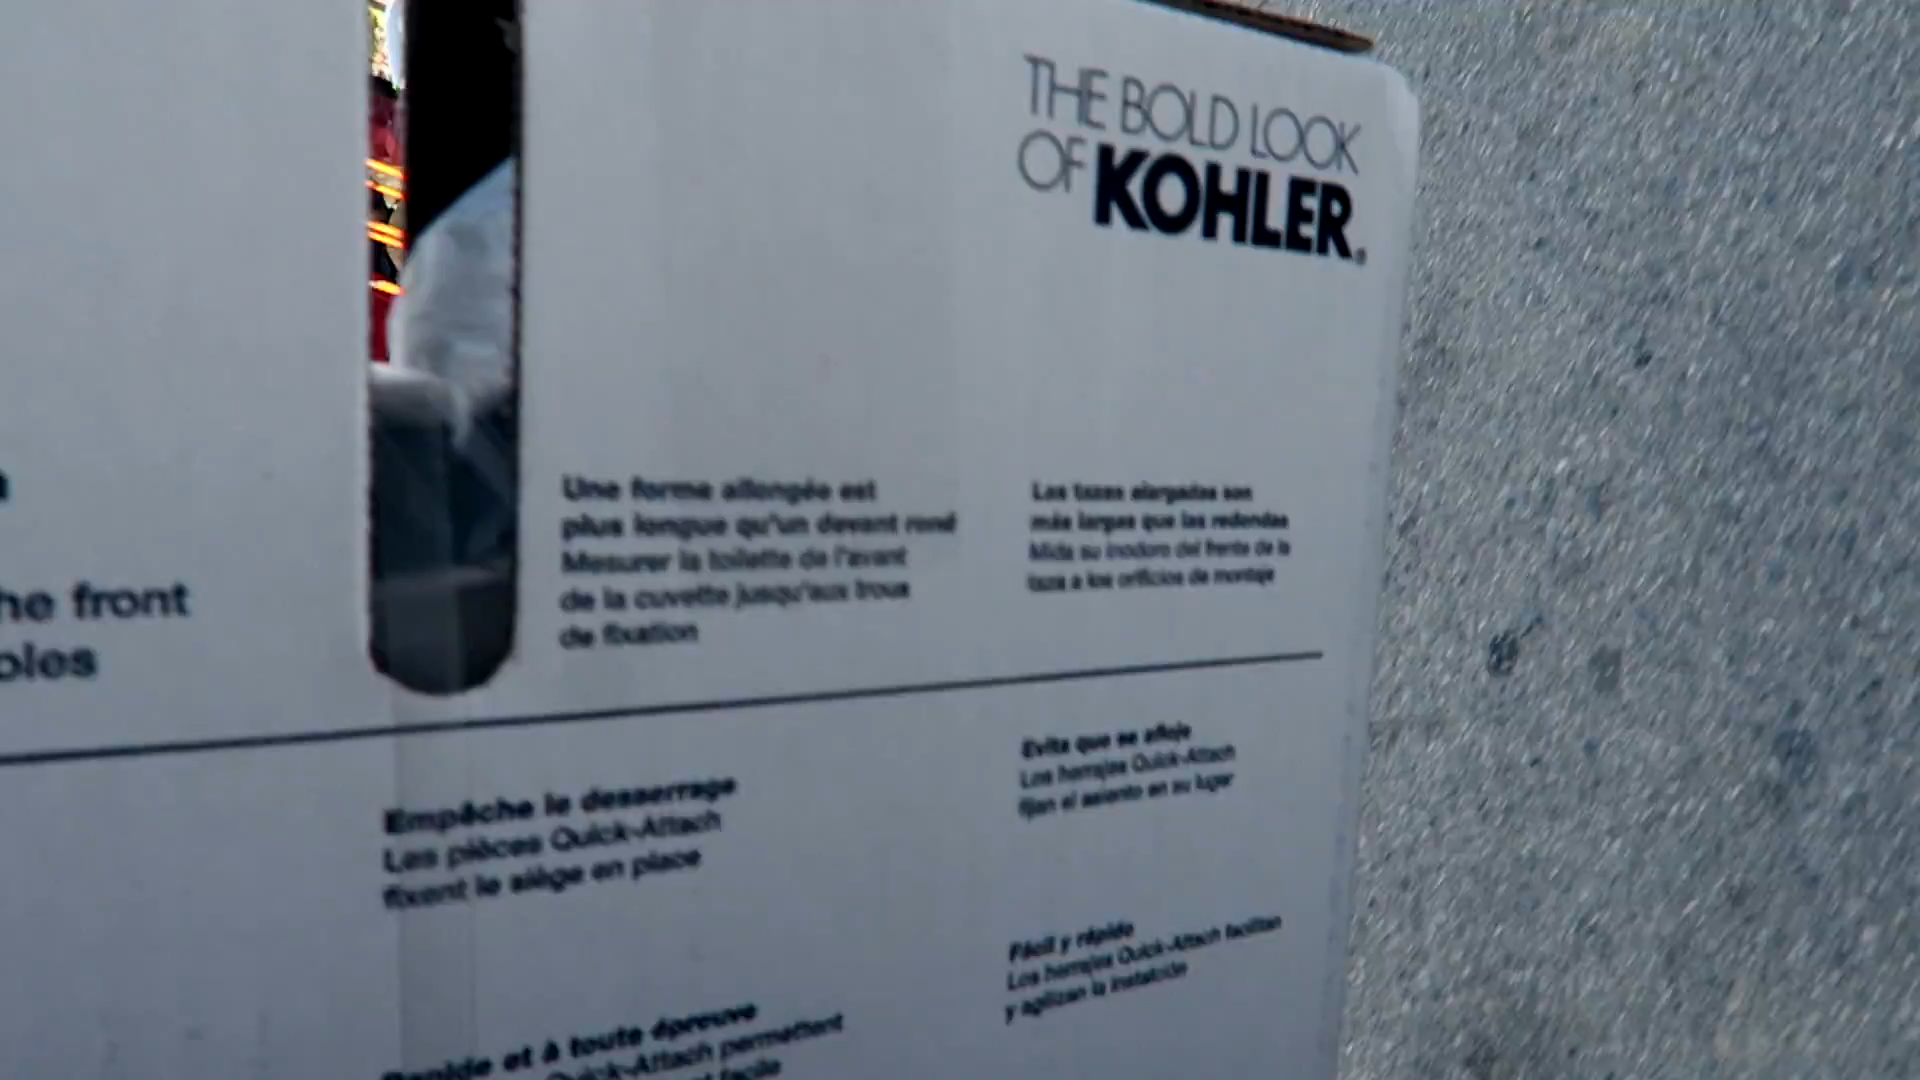 THE BOLD LOOK
OF KOHLER.
he front
oles
Une forme allongée est
plus longue qu'un devant rond
Mesurer la toilette de l'avant
de la cuvette jusqu'aux trous
de fixation
Las tazas alargadas son
más largas que las redondas
Mida su inodoro del frente de la
taza a los orificios de montaje
Empêche le desserrage
Les pièces Quick-Attach
fixent le siège en place
Evita que se afloje
Los herrajes Quick-Attach
fijan el asiento en su lugar
Rapide et à toute épreuve
Quick-Attach permettent
facile
Fácil y rápido
Los herrajes Quick-Attach facilitan
y agilizan la instalación